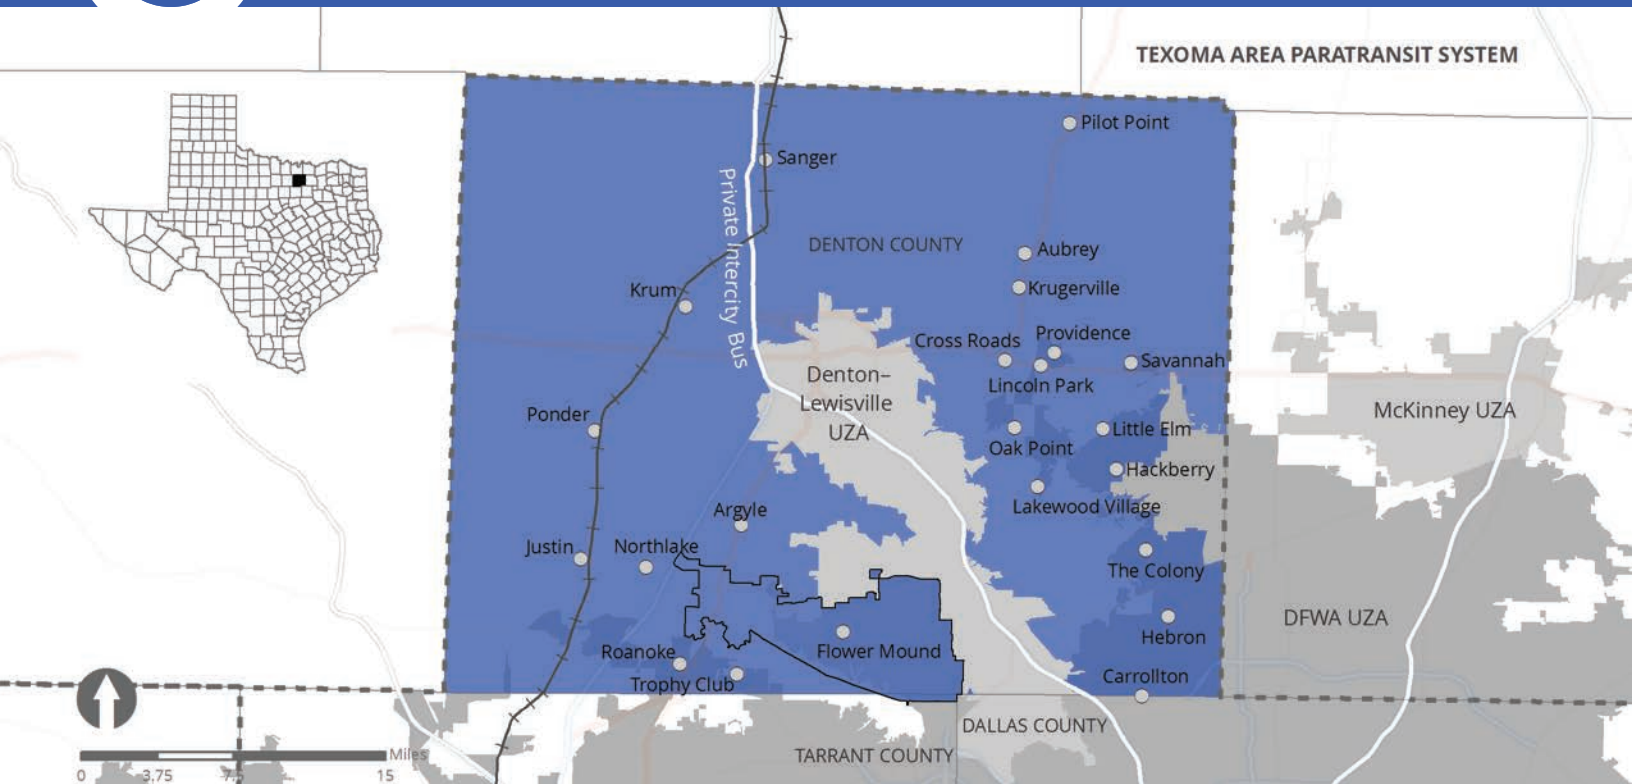 TEXOMA AREA PARATRANSIT SYSTEM
Pilot Point
Sanger
Private Intercity Bus
DENTON COUNTY
Aubrey
Krugerville
Krum
Providence
Cross Roads
Savannah
Lincoln Park
Denton–
Lewisville
UZA
McKinney UZA
Ponder
Little Elm
Oak Point
Hackberry
Lakewood Village
Argyle
Justin
Northlake
The Colony
DFWA UZA
Hebron
Flower Mound
Roanoke
Trophy Club
Carrollton
DALLAS COUNTY
TARRANT COUNTY
Miles
0 3.75 7.5 15